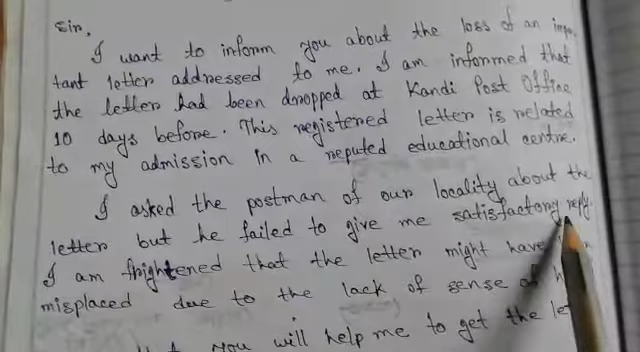 Sir,
I want to inform you about the loss of an impo
tant letter addressed to me. I am informed that
the letter had been dropped at Kandi Post Office
10 days before. This registered letter is related
to my admission in a reputed educational centre.
I asked the postman of our locality about the
letter but he failed to give me satisfactory reply.
I am frightened that the letter might have
misplaced due to the lack of sense of
you will help me to get the let